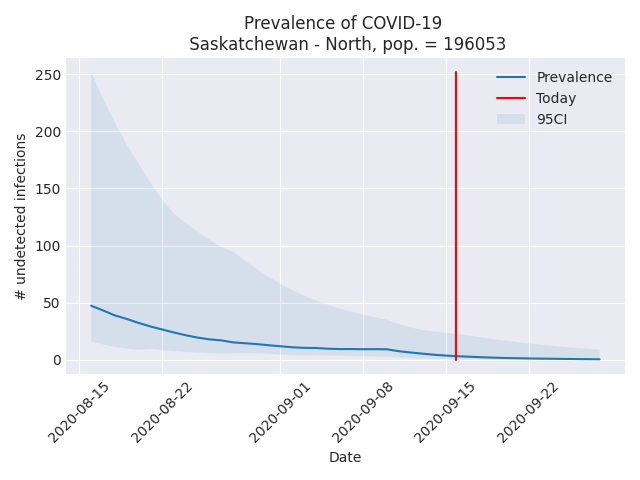 Prevalence of COVID-19
Saskatchewan - North, pop. = 196053
250
200
150
100
50
0
# undetected infections
Prevalence
Today
95CI
2020-08-15
2020-08-22
2020-09-01
2020-09-08
2020-09-15
2020-09-22
Date